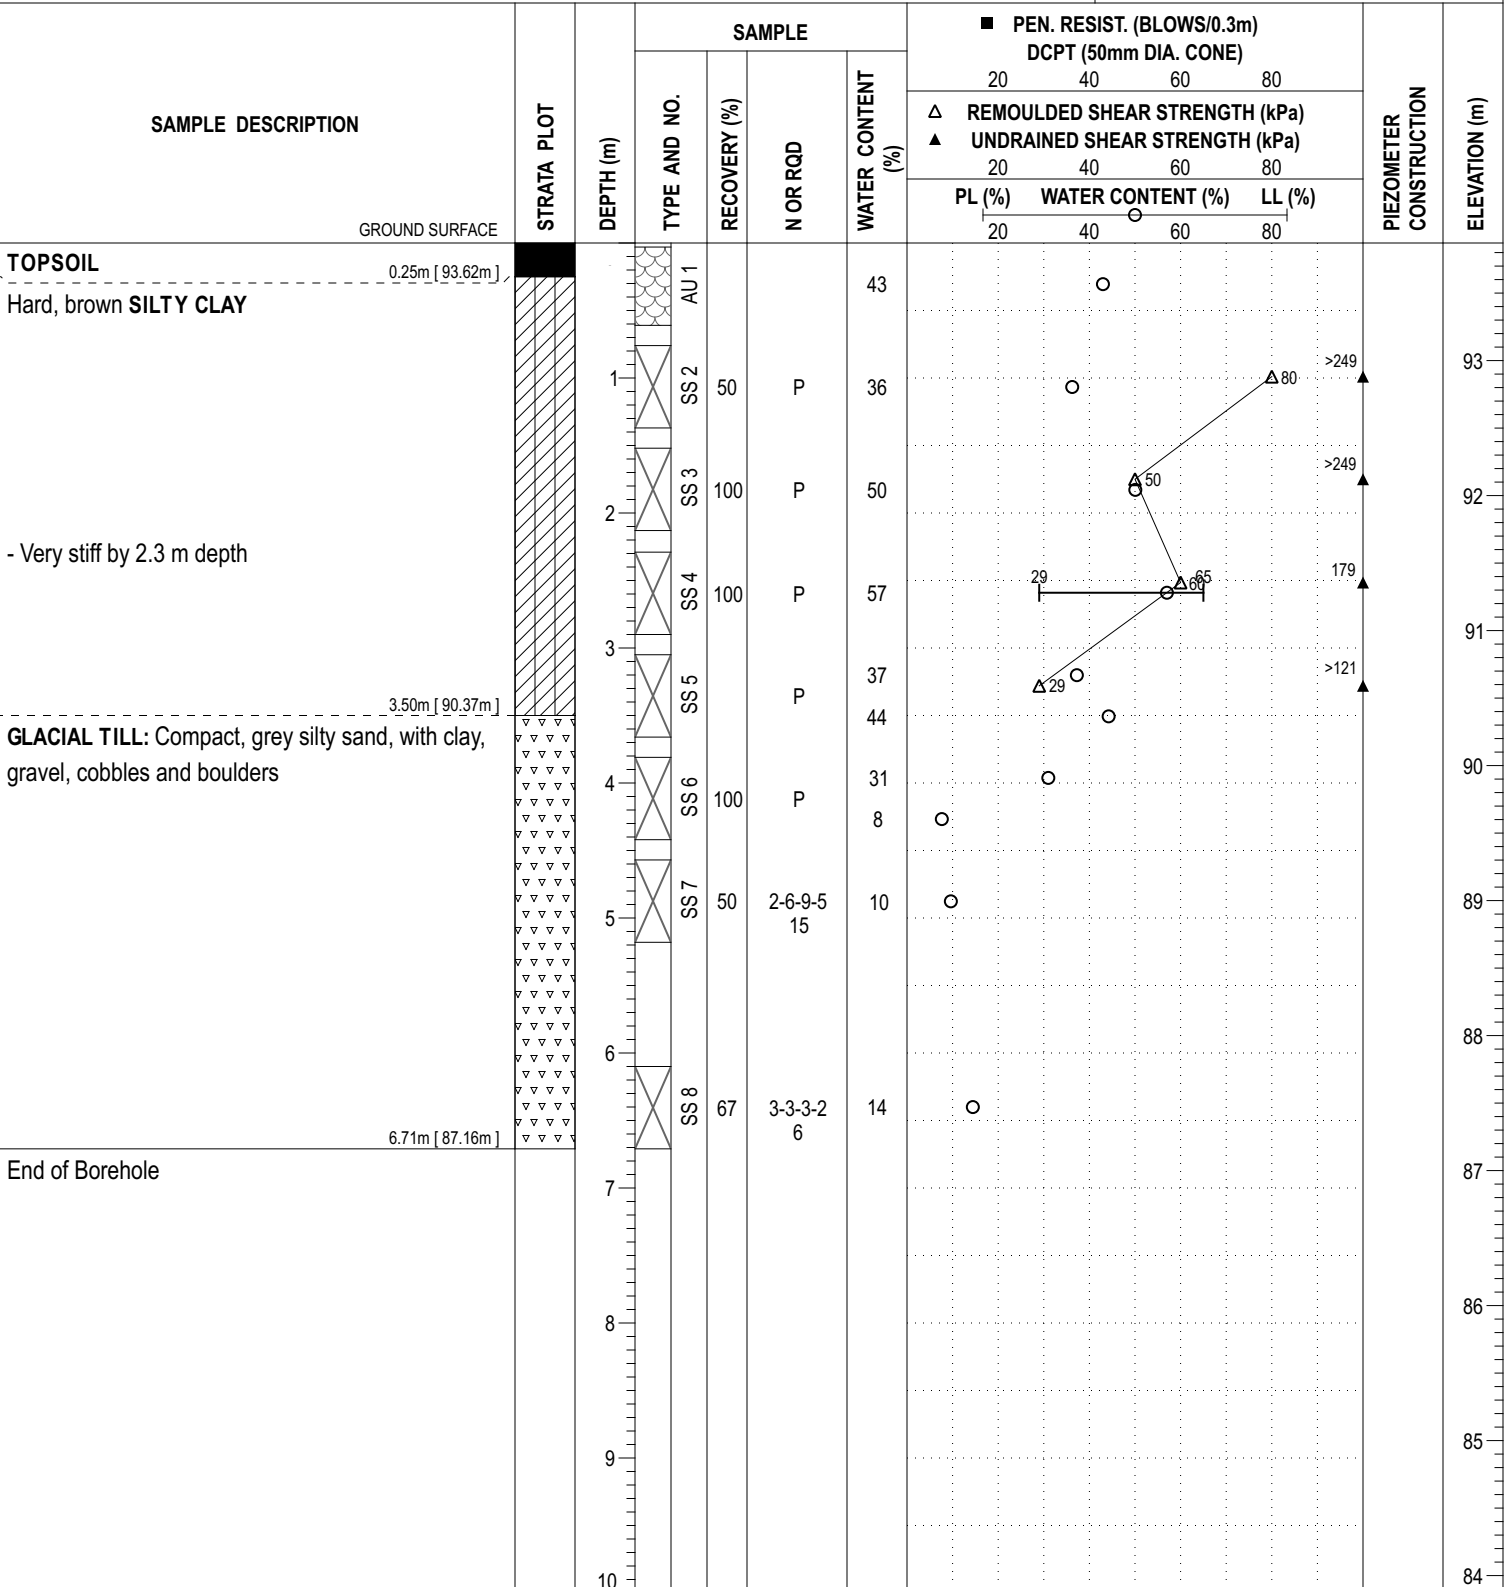 SAMPLE DESCRIPTION
GROUND SURFACE
STRATA PLOT
DEPTH (m)
SAMPLE
TYPE AND NO.
RECOVERY (%)
N OR RQD
WATER CONTENT
(%)
■ PEN. RESIST. (BLOWS/0.3m)
DCPT (50mm DIA. CONE)
20 40 60 80
△ REMOULDED SHEAR STRENGTH (kPa)
▲ UNDRAINED SHEAR STRENGTH (kPa)
20 40 60 80
PL (%) WATER CONTENT (%) LL (%)
20 40 60 80
PIEZOMETER
CONSTRUCTION
ELEVATION (m)
TOPSOIL
0.25m [ 93.62m ]
AU 1
43
Hard, brown SILTY CLAY
93
>249
1
SS 2
50
P
36
80
>249
SS 3
100
P
50
50
92
2
- Very stiff by 2.3 m depth
179
29
65
60
SS 4
100
P
57
91
3
37
>121
SS 5
P
29
3.50m [ 90.37m ]
44
GLACIAL TILL: Compact, grey silty sand, with clay,
gravel, cobbles and boulders
90
31
4
SS 6
100
P
8
SS 7
50
2-6-9-5
15
10
89
5
88
6
SS 8
67
3-3-3-2
6
14
6.71m [ 87.16m ]
End of Borehole
87
7
86
8
85
9
84
10